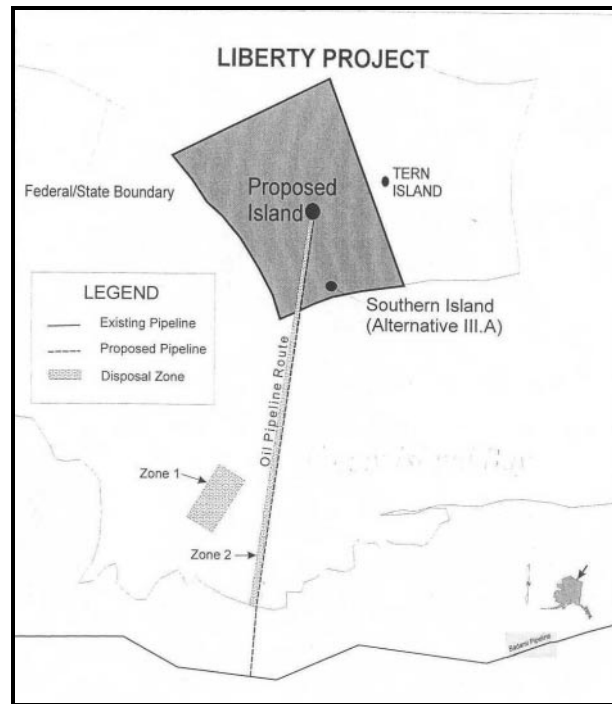 LIBERTY PROJECT
TERN
ISLAND
Federal/State Boundary
Proposed
Island
LEGEND
Existing Pipeline
Proposed Pipeline
Disposal Zone
Southern Island
(Alternative III.A)
Oil Pipeline Route
Zone 1
Zone 2
Badami Pipeline